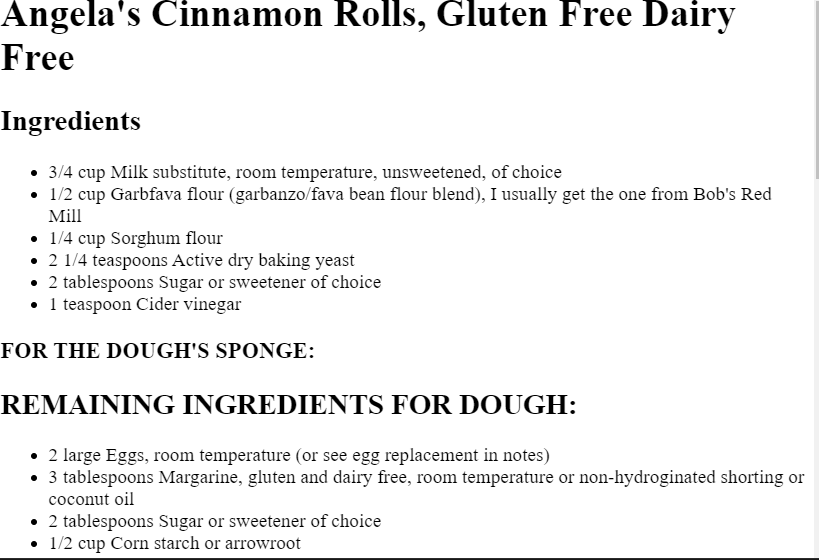 Angela's Cinnamon Rolls, Gluten Free Dairy
Free
Ingredients
3/4 cup Milk substitute, room temperature, unsweetened, of choice
1/2 cup Garbfava flour (garbanzo/fava bean flour blend), I usually get the one from Bob's Red
Mill
1/4 cup Sorghum flour
2 1/4 teaspoons Active dry baking yeast
2 tablespoons Sugar or sweetener of choice
1 teaspoon Cider vinegar
FOR THE DOUGH'S SPONGE:
REMAINING INGREDIENTS FOR DOUGH:
2 large Eggs, room temperature (or see egg replacement in notes)
3 tablespoons Margarine, gluten and dairy free, room temperature or non-hydroginated shorting or
coconut oil
2 tablespoons Sugar or sweetener of choice
1/2 cup Corn starch or arrowroot